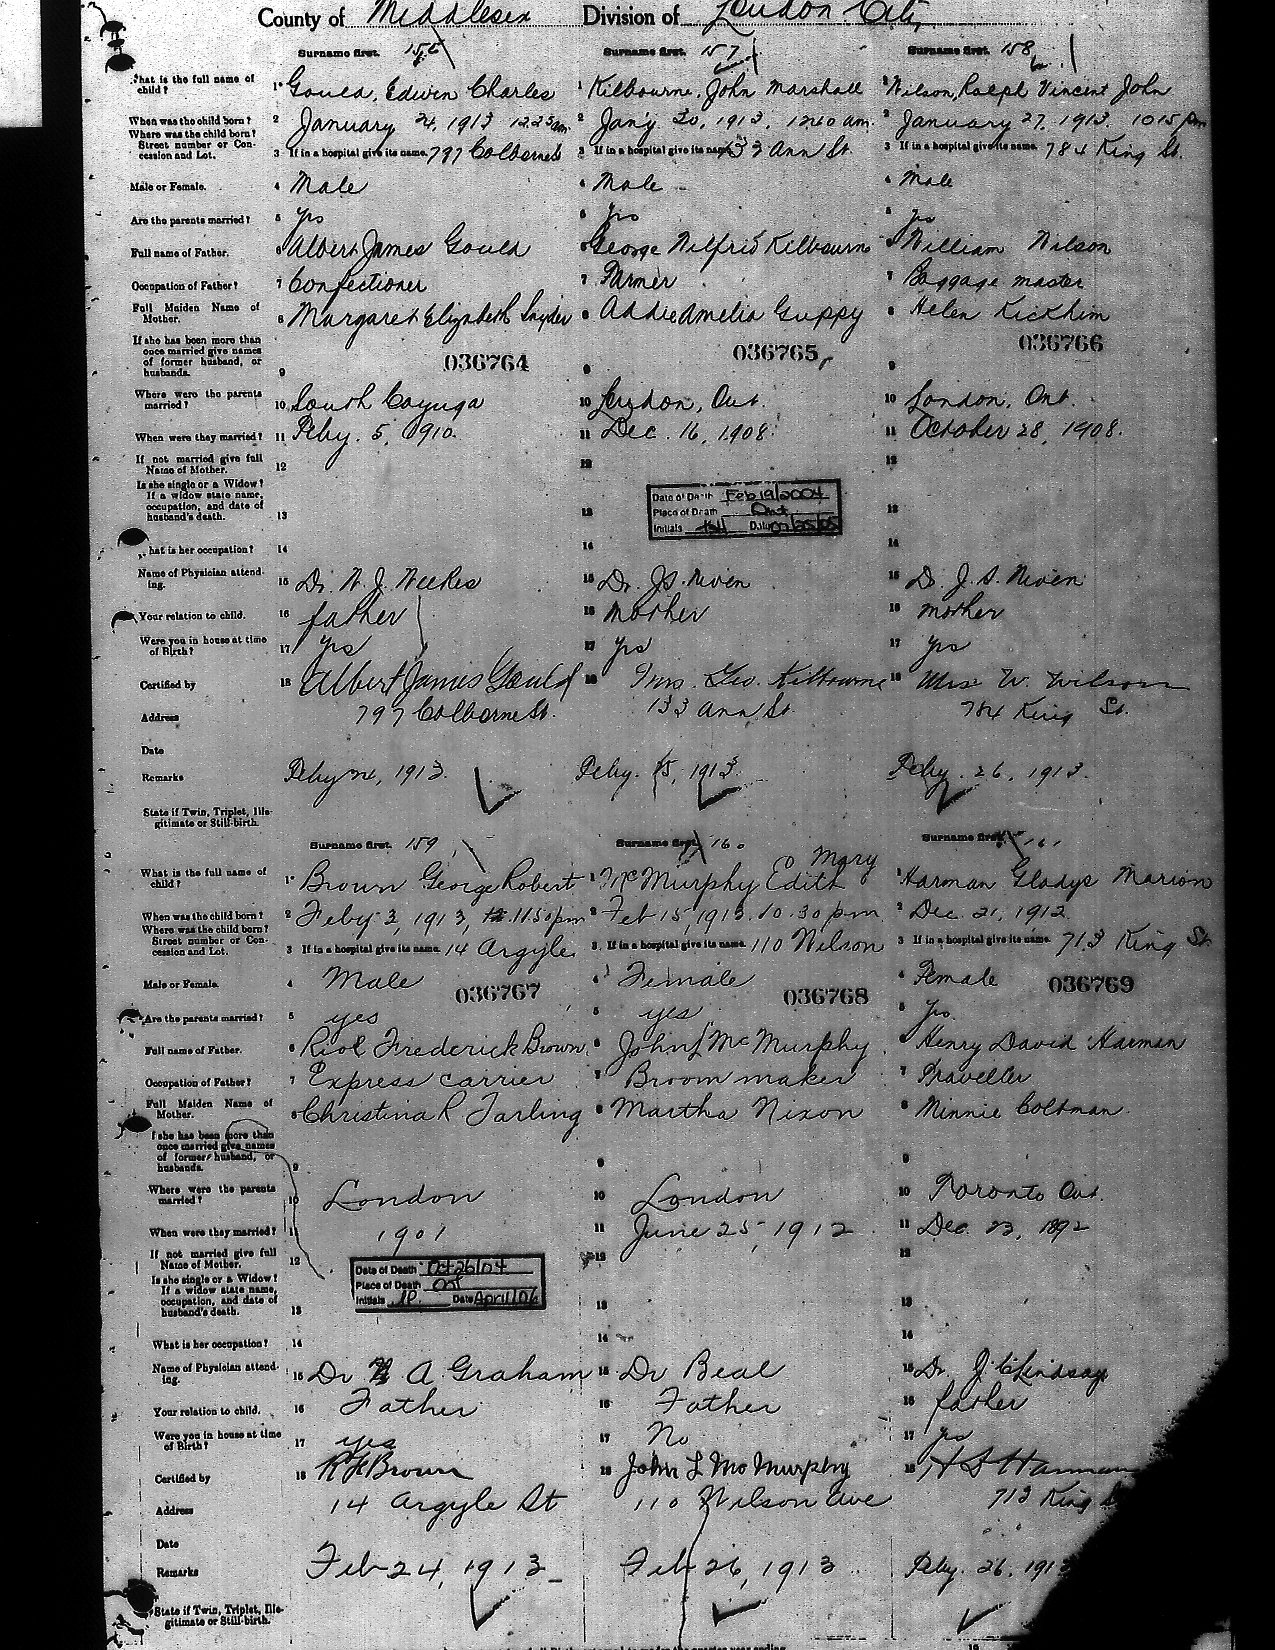 County of Middlesex Division of London City
Surname first. 156 Surname first. 157 Surname first. 158
What is the full name of child? 1 Gould, Edwin Charles 1 Kilbourne, John Marshall 1 Wilson, Ralph Vincent John
When was the child born? 2 January 24, 1913 12.25 am. 2 Jan'y 20, 1913, 1240 am. 2 January 27, 1913 1015 pm
Where was the child born?
Street number or Concession and Lot. 3 If in a hospital give its name. 797 Colborne St 3 If in a hospital give its name. 133 Ann St. 3 If in a hospital give its name. 784 King St.
Male or Female. 4 Male 4 Male 4 Male
Are the parents married? 5 Yes 5 Yes 5 Yes
Full name of Father. 6 Albert James Gould 6 George Wilfrid Kilbourne 6 William Wilson
Occupation of Father? 7 Confectioner 7 Farmer 7 Baggage master
Full Maiden Name of Mother. 8 Margaret Elizabeth Snyder 8 Addie Amelia Guppy 8 Helen Kickhim
If she has been more than once married give names of former husband, or husbands. 9 036764 9 036765 9 036766
Where were the parents married? 10 South Cayuga 10 London, Ont. 10 London, Ont.
When were they married? 11 Feby. 5, 1910. 11 Dec. 16, 1908. 11 October 28, 1908.
If not married give full Name of Mother. 12 12 12
Is she single or a Widow? If a widow state name, occupation, and date of husband's death. 13 13 13
Date of Death Feb 19/2004
Place of Death Ont
Initials Date 07/25/05
hat is her occupation? 14 14 14
Name of Physician attending. 15 Dr. W. J. Weekes 15 Dr. J S. Niven 15 Dr. J. S. Niven
Your relation to child. 16 father 16 mother 16 mother
Were you in house at time of Birth? 17 Yes 17 Yes 17 Yes
Certified by 18 Albert James Gould 18 Mrs. Geo. Kilbourne 18 Mrs W. Wilson
Address 797 Colborne St. 133 Ann St 784 King St.
Date
Remarks Feby 24, 1913. Feby. 15, 1913. Feby. 26, 1913.
State if Twin, Triplet, Illegitimate or Still-birth.
Surname first. 159 Surname first. 160 Surname first. 161
What is the full name of child? 1 Brown George Robert 1 McMurphy Edith Mary 1 Harman Gladys Marion
When was the child born? 2 Feby 3, 1913, 11.50 pm 2 Feb 15, 1913. 10.30 pm 2 Dec 21, 1912
Where was the child born?
Street number or Concession and Lot. 3 If in a hospital give its name. 14 Argyle 3 If in a hospital give its name. 110 Wilson 3 If in a hospital give its name. 713 King St.
Male or Female. 4 Male 036767 4 Female 036768 4 Female 036769
Are the parents married? 5 yes 5 yes 5 Yes.
Full name of Father. 6 Frederick Brown 6 John L McMurphy 6 Henry David Harman
Occupation of Father? 7 Express carrier 7 Broom maker 7 Traveller
Full Maiden Name of Mother. 8 Christina R Tarling 8 Martha Nixon 8 Minnie Coltman
If she has been more than once married give names of former husband, or husbands. 9 9 9
Where were the parents married? 10 London 10 London 10 Toronto Ont.
When were they married? 11 1901 11 June 25, 1912 11 Dec. 23, 1892
If not married give full Name of Mother. 12 12 12
Is she single or a Widow? If a widow state name, occupation, and date of husband's death. 13 13 13
Date of Death Oct 26/04
Place of Death Ont
Initials JP. Date April/06
What is her occupation? 14 14 14
Name of Physician attending. 15 Dr A. Graham 15 Dr Beal 15 Dr. J. C Lindsay
Your relation to child. 16 Father 16 Father 16 father
Were you in house at time of Birth? 17 yes 17 No 17 Yes
Certified by 18 R F Brown 18 John L McMurphy 18 H D Harman
Address 14 Argyle St 110 Wilson Ave 713 King St
Date
Remarks Feb 24, 1913 Feb 26, 1913 Feby. 26, 1913
State if Twin, Triplet, Illegitimate or Still-birth.